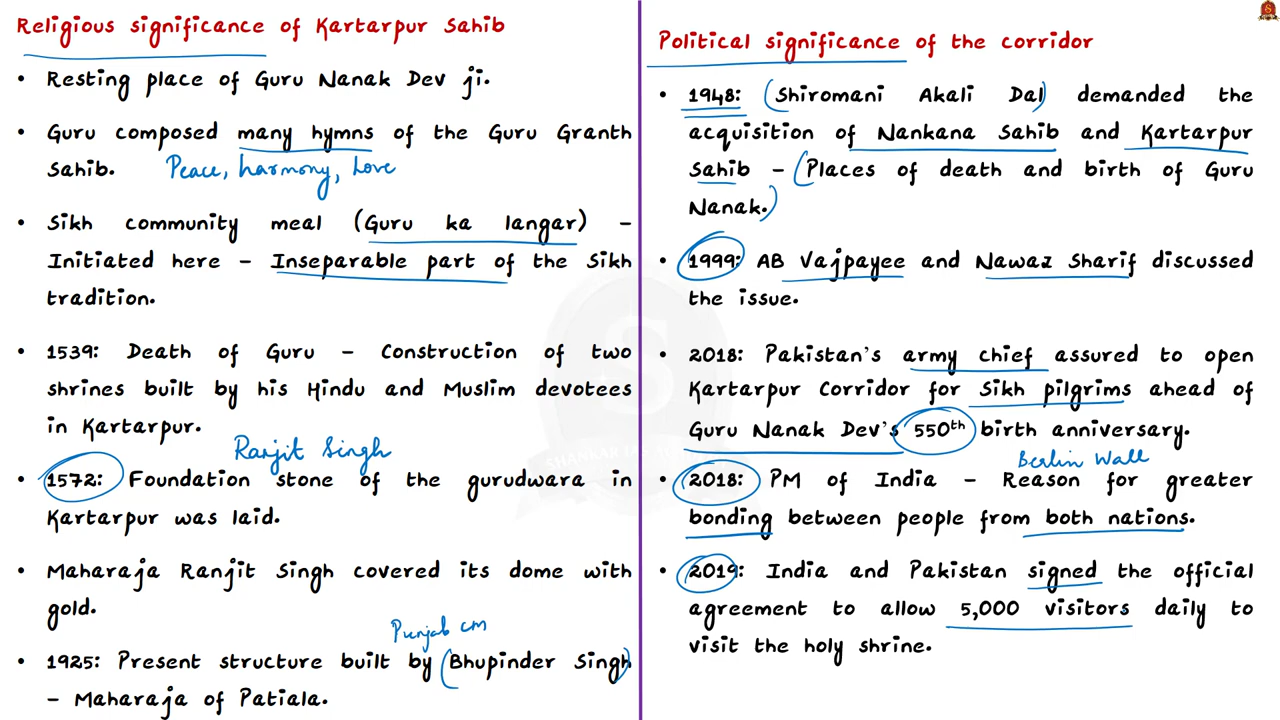 Religious significance of Kartarpur Sahib
• Resting place of Guru Nanak Dev ji.
• Guru composed many hymns of the Guru Granth
Sahib. Peace, harmony, Love
• Sikh community meal (Guru ka langar) –
Initiated here – Inseparable part of the Sikh
tradition.
• 1539: Death of Guru – Construction of two
shrines built by his Hindu and Muslim devotees
in Kartarpur.
Ranjit Singh
• 1572: Foundation stone of the gurudwara in
Kartarpur was laid.
• Maharaja Ranjit Singh covered its dome with
gold.
Punjab CM
• 1925: Present structure built by (Bhupinder Singh)
– Maharaja of Patiala.
Political significance of the corridor
• 1948: (Shiromani Akali Dal) demanded the
acquisition of Nankana Sahib and Kartarpur
Sahib – (Places of death and birth of Guru
Nanak.)
• 1999: AB Vajpayee and Nawaz Sharif discussed
the issue.
• 2018: Pakistan's army chief assured to open
Kartarpur Corridor for Sikh pilgrims ahead of
Guru Nanak Dev's 550th birth anniversary.
Berlin Wall
• 2018: PM of India – Reason for greater
bonding between people from both nations.
• 2019: India and Pakistan signed the official
agreement to allow 5,000 visitors daily to
visit the holy shrine.